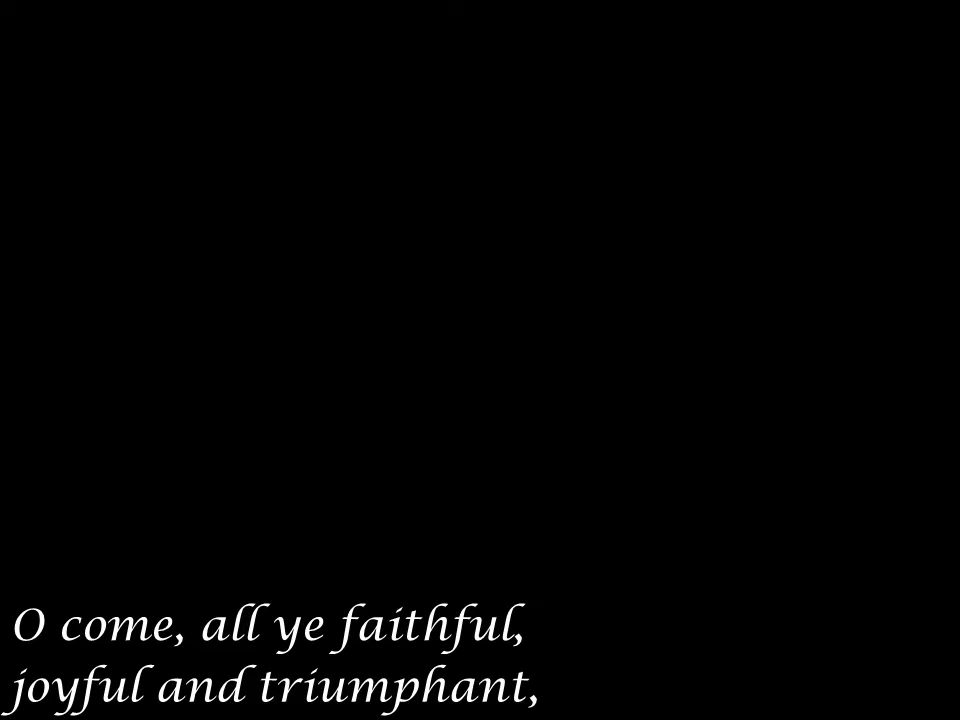 O come, all ye faithful,
joyful and triumphant,